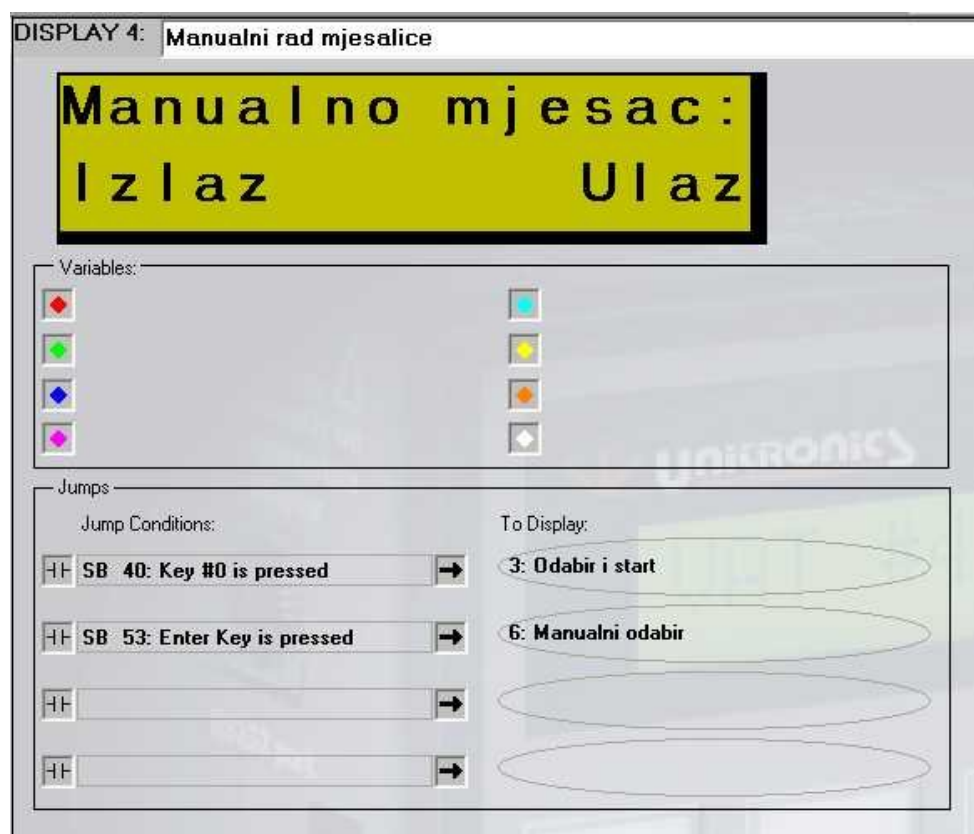 DISPLAY 4: Manualni rad mjesalice
Manualno mjesac:
Izlaz Ulaz
Variables:
UNITRONICS
Jumps
Jump Conditions: To Display:
SB 40: Key #0 is pressed 3: Odabir i start
SB 53: Enter Key is pressed 6: Manualni odabir